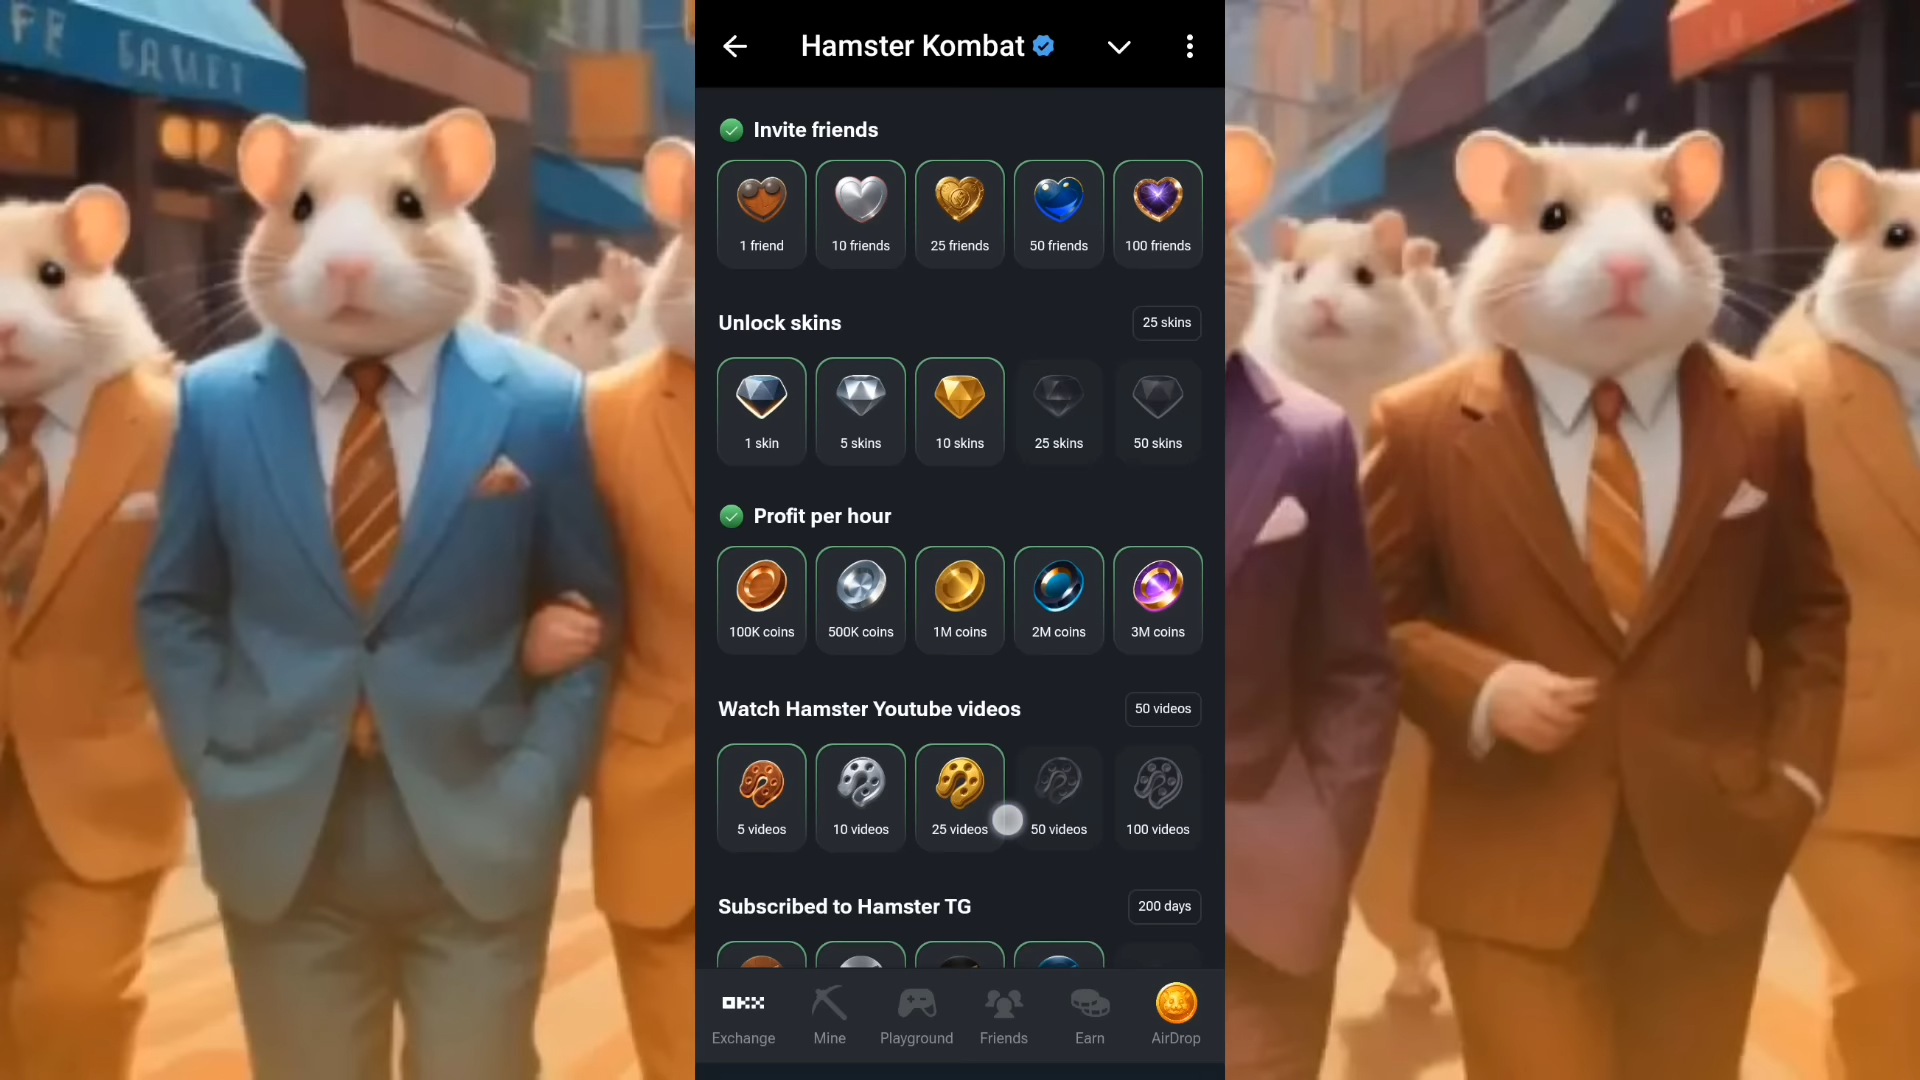 Hamster Kombat
Invite friends
1 friend
10 friends
25 friends
50 friends
100 friends
Unlock skins
25 skins
1 skin
5 skins
10 skins
25 skins
50 skins
Profit per hour
100K coins
500K coins
1M coins
2M coins
3M coins
Watch Hamster Youtube videos
50 videos
5 videos
10 videos
25 videos
50 videos
100 videos
Subscribed to Hamster TG
200 days
OKX
Exchange
Mine
Playground
Friends
Earn
AirDrop